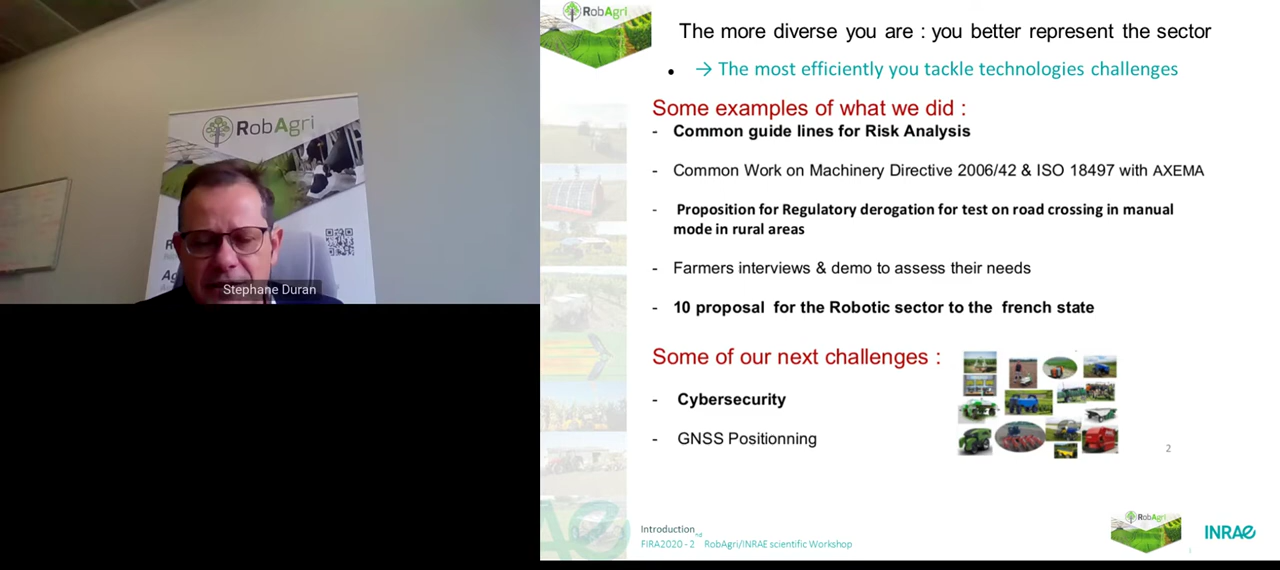 RobAgri
Stephane Duran
RobAgri
The more diverse you are : you better represent the sector
• → The most efficiently you tackle technologies challenges
Some examples of what we did :
- Common guide lines for Risk Analysis
- Common Work on Machinery Directive 2006/42 & ISO 18497 with AXEMA
- Proposition for Regulatory derogation for test on road crossing in manual
mode in rural areas
- Farmers interviews & demo to assess their needs
- 10 proposal for the Robotic sector to the french state
Some of our next challenges :
- Cybersecurity
- GNSS Positionning
2
Introduction
FIRA2020 - 2nd RobAgri/INRAE scientific Workshop
RobAgri
INRAE